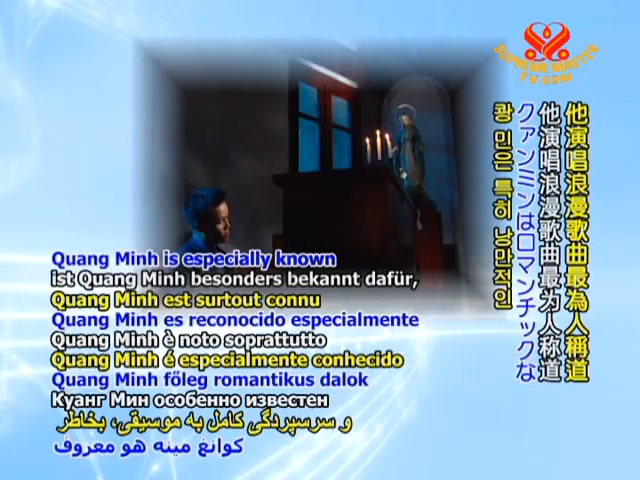 SUPREME MASTER
TV.COM
他演唱浪漫歌曲最為人稱道
他演唱浪漫歌曲最为人称道
クァンミンはロマンチックな
쾅 민은 특히 낭만적인
Quang Minh is especially known
ist Quang Minh besonders bekannt dafür,
Quang Minh est surtout connu
Quang Minh es reconocido especialmente
Quang Minh è noto soprattutto
Quang Minh é especialmente conhecido
Quang Minh főleg romantikus dalok
Куанг Мин особенно известен
و سرسپردگی کامل به موسیقی، بخاطر
كوانغ مينه هو معروف